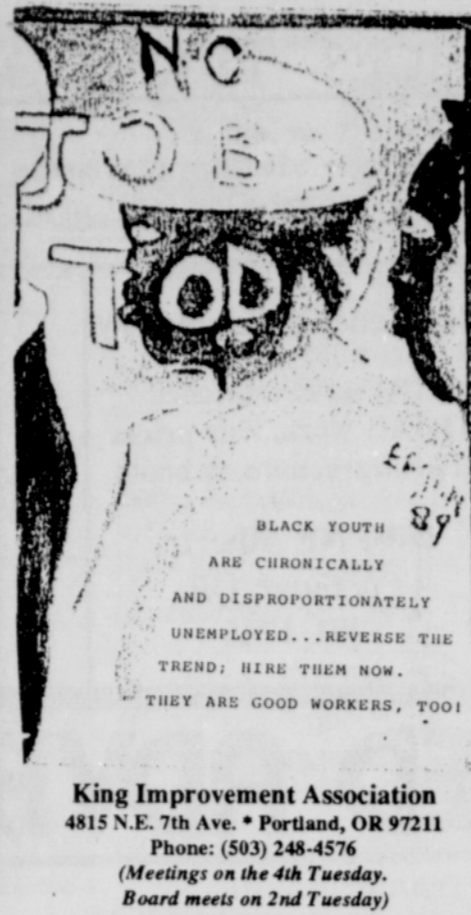 NO
JOBS
TODAY
89
BLACK YOUTH
ARE CHRONICALLY
AND DISPROPORTIONATELY
UNEMPLOYED...REVERSE THE
TREND; HIRE THEM NOW.
THEY ARE GOOD WORKERS, TOO!
King Improvement Association
4815 N.E. 7th Ave. * Portland, OR 97211
Phone: (503) 248-4576
(Meetings on the 4th Tuesday.
Board meets on 2nd Tuesday)